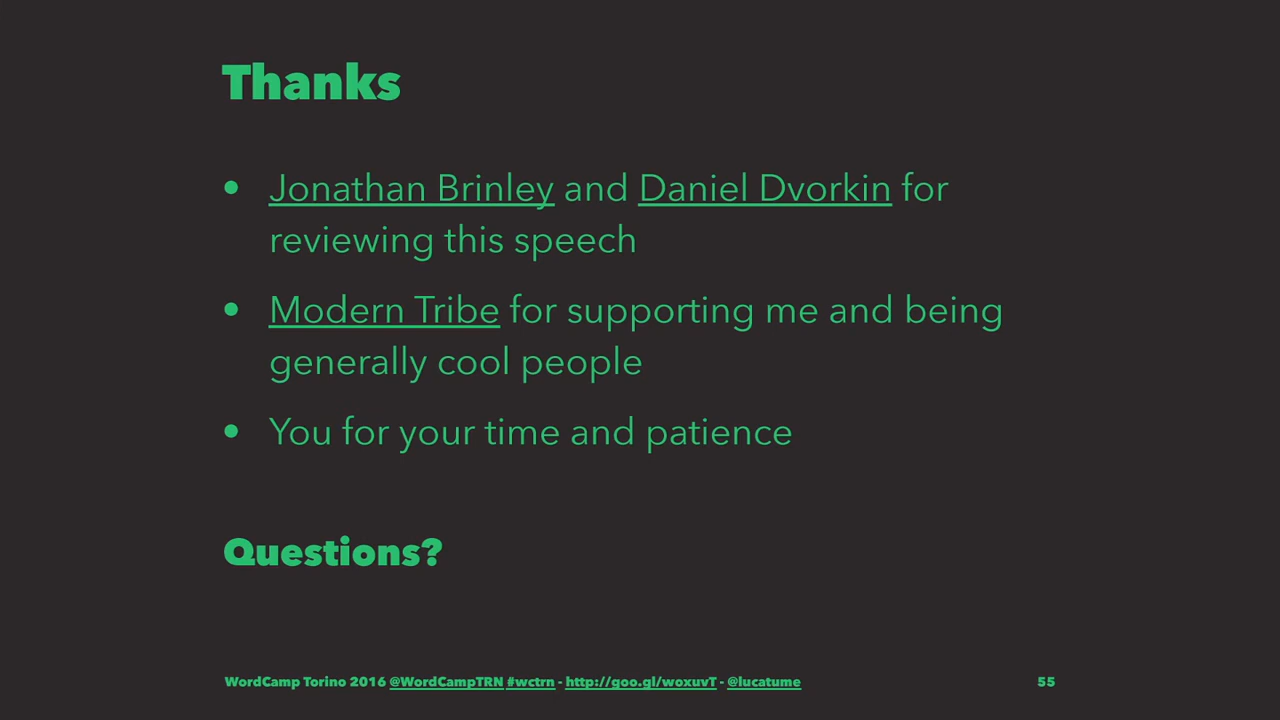 Thanks
• Jonathan Brinley and Daniel Dvorkin for
reviewing this speech
• Modern Tribe for supporting me and being
generally cool people
• You for your time and patience
Questions?
WordCamp Torino 2016 @WordCampTRN #wctrn - http://goo.gl/woxuvT - @lucatume 55